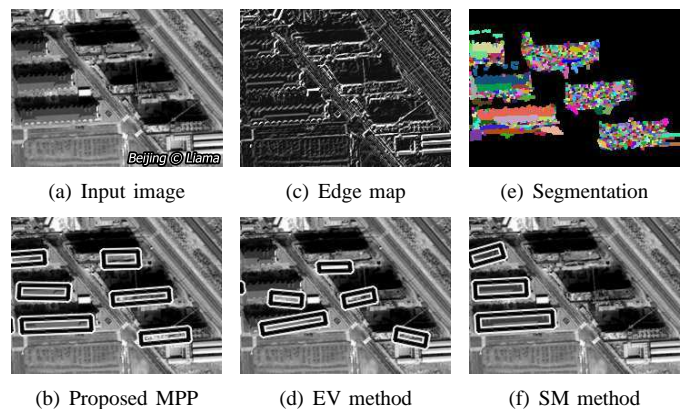 Beijing © Liama
(a) Input image
(c) Edge map
(e) Segmentation
(b) Proposed MPP
(d) EV method
(f) SM method